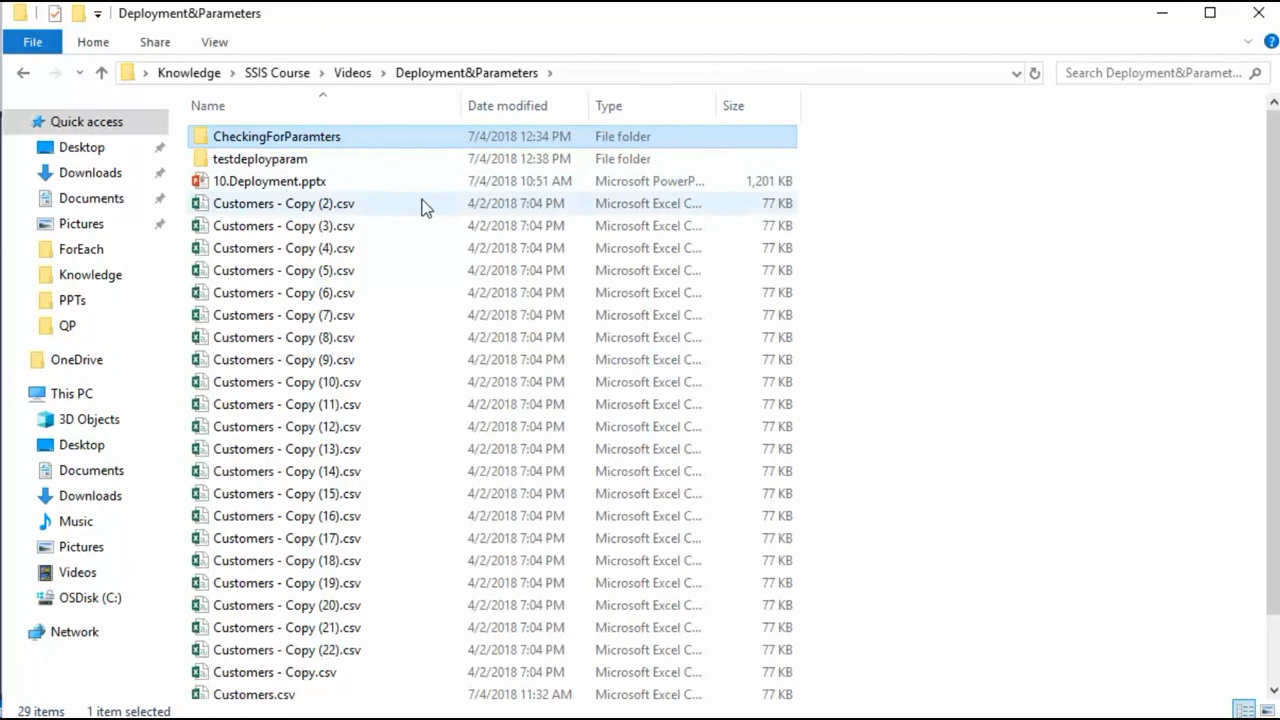 Deployment&Parameters
File Home Share View
Knowledge SSIS Course Videos Deployment&Parameters Search Deployment&Paramet...
Name Date modified Type Size
Quick access
Desktop
Downloads
Documents
Pictures
ForEach
Knowledge
PPTs
QP
OneDrive
This PC
3D Objects
Desktop
Documents
Downloads
Music
Pictures
Videos
OSDisk (C:)
Network
CheckingForParamters 7/4/2018 12:34 PM File folder
testdeployparam 7/4/2018 12:38 PM File folder
10.Deployment.pptx 7/4/2018 10:51 AM Microsoft PowerP... 1,201 KB
Customers - Copy (2).csv 4/2/2018 7:04 PM Microsoft Excel C... 77 KB
Customers - Copy (3).csv 4/2/2018 7:04 PM Microsoft Excel C... 77 KB
Customers - Copy (4).csv 4/2/2018 7:04 PM Microsoft Excel C... 77 KB
Customers - Copy (5).csv 4/2/2018 7:04 PM Microsoft Excel C... 77 KB
Customers - Copy (6).csv 4/2/2018 7:04 PM Microsoft Excel C... 77 KB
Customers - Copy (7).csv 4/2/2018 7:04 PM Microsoft Excel C... 77 KB
Customers - Copy (8).csv 4/2/2018 7:04 PM Microsoft Excel C... 77 KB
Customers - Copy (9).csv 4/2/2018 7:04 PM Microsoft Excel C... 77 KB
Customers - Copy (10).csv 4/2/2018 7:04 PM Microsoft Excel C... 77 KB
Customers - Copy (11).csv 4/2/2018 7:04 PM Microsoft Excel C... 77 KB
Customers - Copy (12).csv 4/2/2018 7:04 PM Microsoft Excel C... 77 KB
Customers - Copy (13).csv 4/2/2018 7:04 PM Microsoft Excel C... 77 KB
Customers - Copy (14).csv 4/2/2018 7:04 PM Microsoft Excel C... 77 KB
Customers - Copy (15).csv 4/2/2018 7:04 PM Microsoft Excel C... 77 KB
Customers - Copy (16).csv 4/2/2018 7:04 PM Microsoft Excel C... 77 KB
Customers - Copy (17).csv 4/2/2018 7:04 PM Microsoft Excel C... 77 KB
Customers - Copy (18).csv 4/2/2018 7:04 PM Microsoft Excel C... 77 KB
Customers - Copy (19).csv 4/2/2018 7:04 PM Microsoft Excel C... 77 KB
Customers - Copy (20).csv 4/2/2018 7:04 PM Microsoft Excel C... 77 KB
Customers - Copy (21).csv 4/2/2018 7:04 PM Microsoft Excel C... 77 KB
Customers - Copy (22).csv 4/2/2018 7:04 PM Microsoft Excel C... 77 KB
Customers - Copy.csv 4/2/2018 7:04 PM Microsoft Excel C... 77 KB
Customers.csv 7/4/2018 11:32 AM Microsoft Excel C... 77 KB
29 items 1 item selected